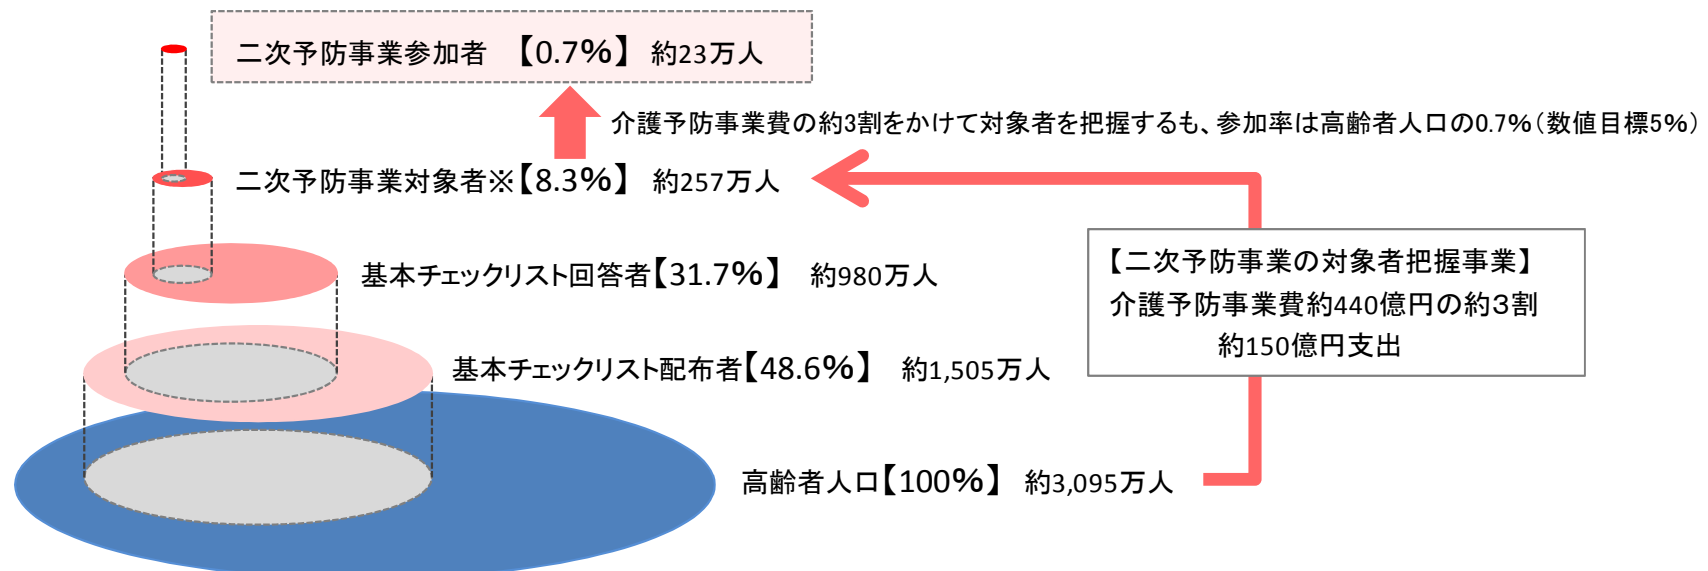 二次予防事業参加者 【0.7%】 約23万人
介護予防事業費の約3割をかけて対象者を把握するも、参加率は高齢者人口の0.7%(数値目標5%)
二次予防事業対象者※【8.3%】 約257万人
基本チェックリスト回答者【31.7%】 約980万人
【二次予防事業の対象者把握事業】
介護予防事業費約440億円の約3割
約150億円支出
基本チェックリスト配布者【48.6%】 約1,505万人
高齢者人口【100%】 約3,095万人